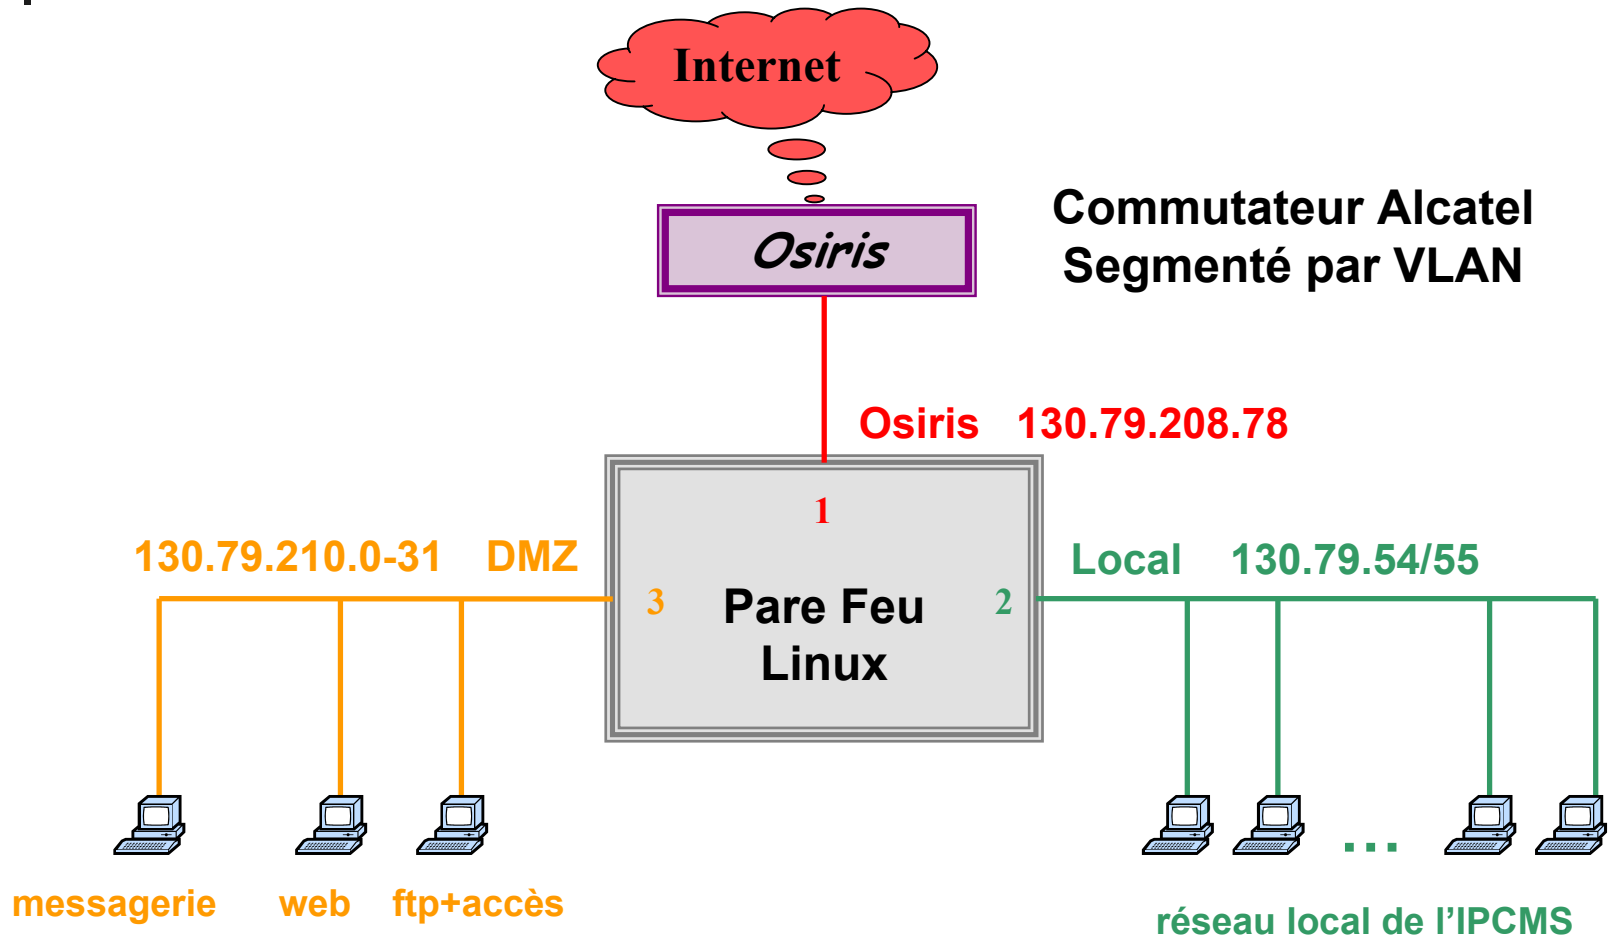 Internet
Osiris
Commutateur Alcatel
Segmenté par VLAN
Osiris 130.79.208.78
1
130.79.210.0-31 DMZ
Local 130.79.54/55
3
Pare Feu
Linux
2
...
messagerie web ftp+accès
réseau local de l’IPCMS